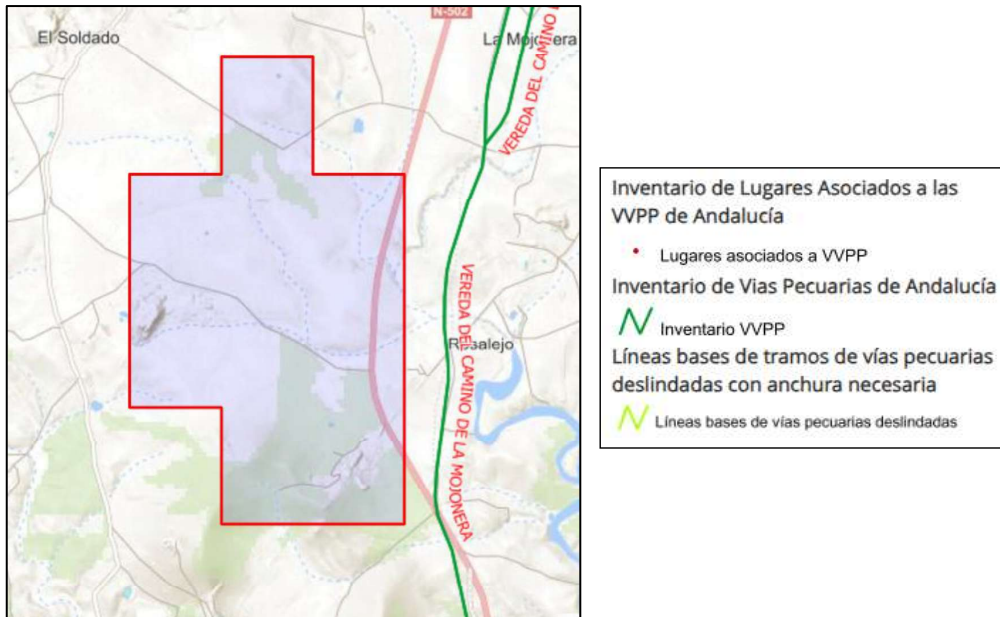 N-502
El Soldado
La Mojonera
VEREDA DEL CAMINO
VEREDA DEL CAMINO DE LA MOJONERA
Rosalejo
Inventario de Lugares Asociados a las
VVPP de Andalucía
Lugares asociados a VVPP
Inventario de Vias Pecuarias de Andalucía
Inventario VVPP
Líneas bases de tramos de vías pecuarias
deslindadas con anchura necesaria
Líneas bases de vías pecuarias deslindadas